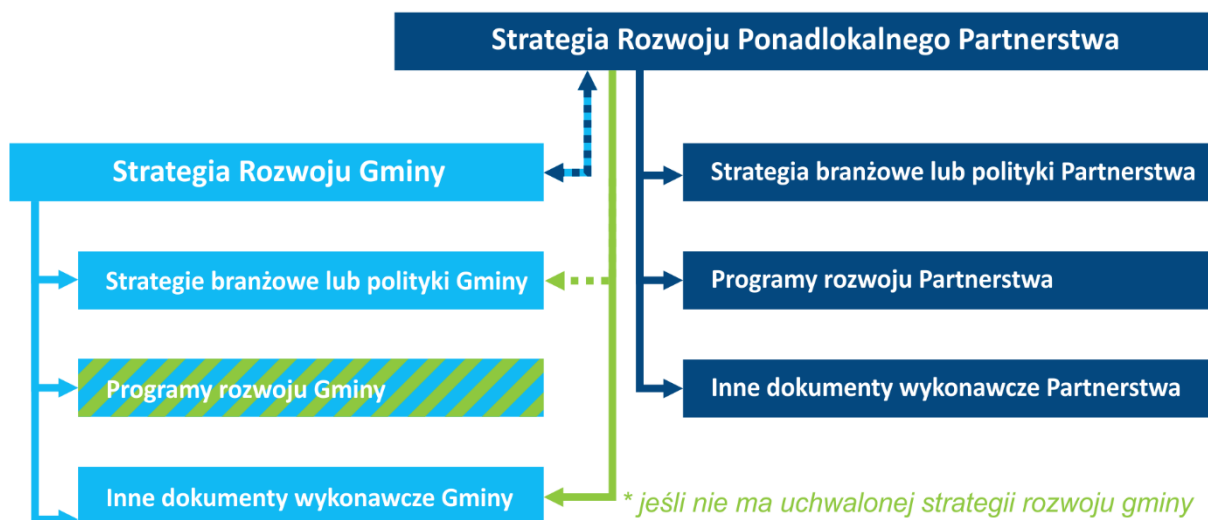 Strategia Rozwoju Ponadlokalnego Partnerstwa
Strategia Rozwoju Gminy
Strategie branżowe lub polityki Gminy
Programy rozwoju Gminy
Inne dokumenty wykonawcze Gminy
Strategia branżowe lub polityki Partnerstwa
Programy rozwoju Partnerstwa
Inne dokumenty wykonawcze Partnerstwa
* jeśli nie ma uchwalonej strategii rozwoju gminy